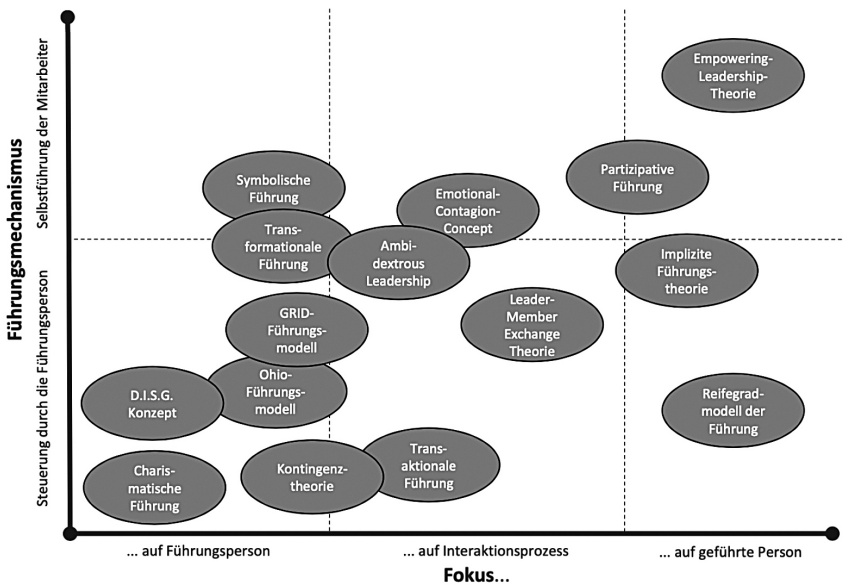 Führungsmechanismus
Selbstführung der Mitarbeiter
Steuerung durch die Führungsperson
Empowering-
Leadership-
Theorie
Partizipative
Führung
Symbolische
Führung
Emotional-
Contagion-
Concept
Trans-
formationale
Führung
Ambi-
dextrous
Leadership
Implizite
Führungs-
theorie
GRID-
Führungs-
modell
Leader-
Member
Exchange
Theorie
D.I.S.G.
Konzept
Ohio-
Führungs-
modell
Reifegrad-
modell der
Führung
Charis-
matische
Führung
Kontingenz-
theorie
Trans-
aktionale
Führung
... auf Führungsperson
... auf Interaktionsprozess
... auf geführte Person
Fokus...